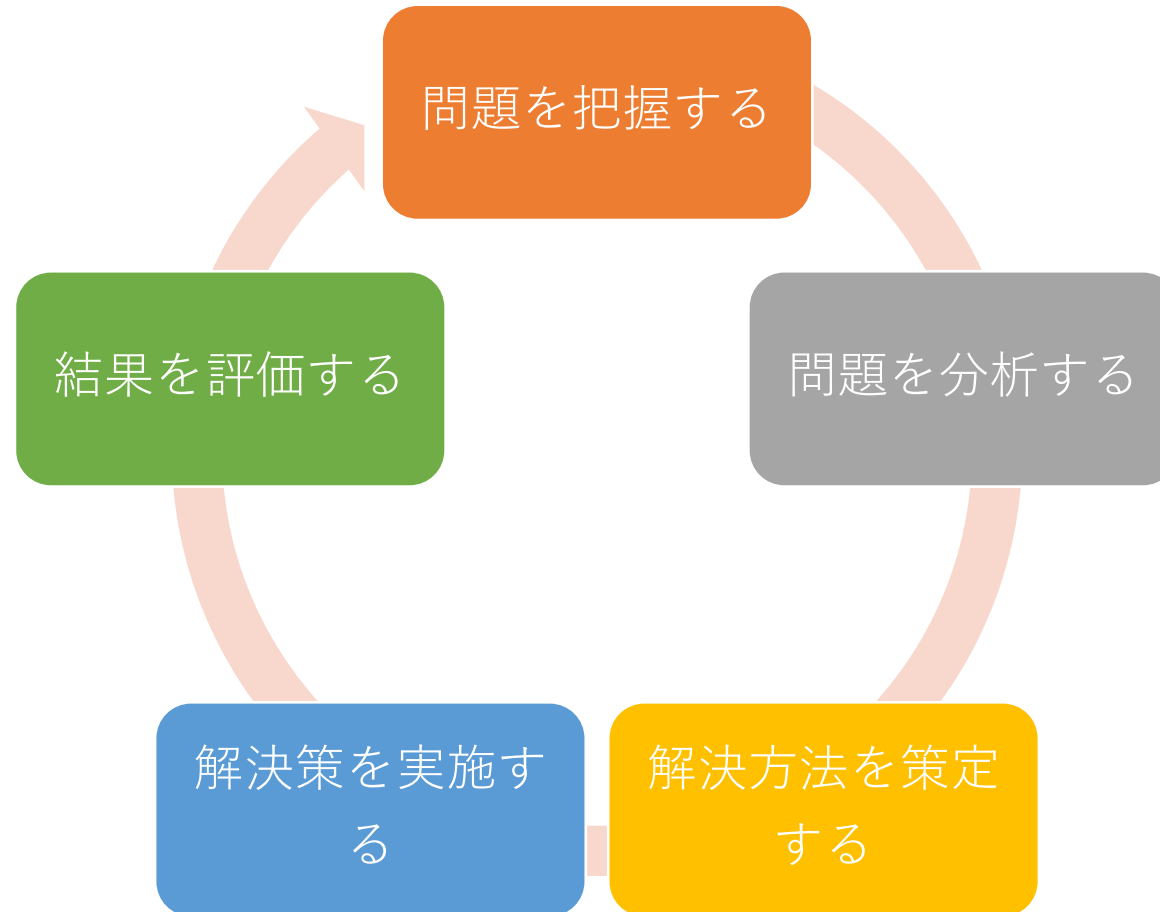 問題を把握する
問題を分析する
解決方法を策定
する
解決策を実施す
る
結果を評価する